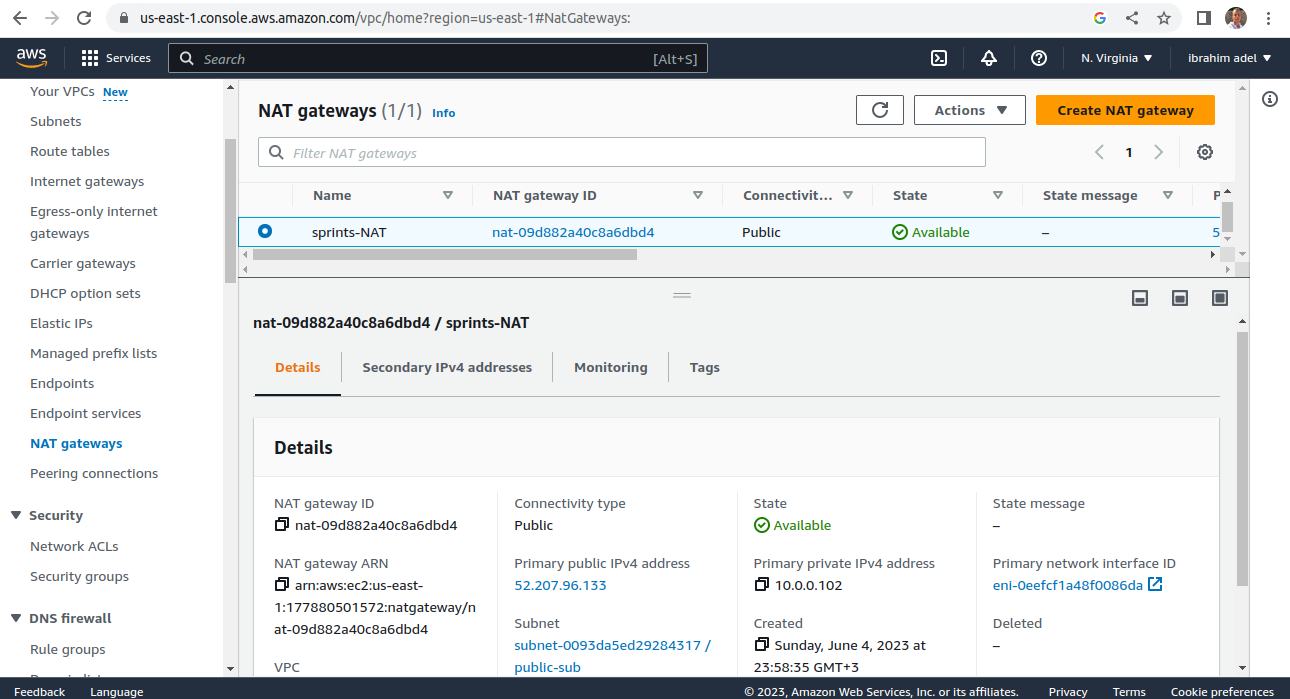 us-east-1.console.aws.amazon.com/vpc/home?region=us-east-1#NatGateways:
aws
Services
Search
[Alt+S]
N. Virginia
ibrahim adel
Your VPCs New
Subnets
Route tables
Internet gateways
Egress-only internet
gateways
Carrier gateways
DHCP option sets
Elastic IPs
Managed prefix lists
Endpoints
Endpoint services
NAT gateways
Peering connections
Security
Network ACLs
Security groups
DNS firewall
Rule groups
NAT gateways (1/1) Info
Actions
Create NAT gateway
Filter NAT gateways
1
Name
NAT gateway ID
Connectivit...
State
State message
sprints-NAT
nat-09d882a40c8a6dbd4
Public
Available
–
5
nat-09d882a40c8a6dbd4 / sprints-NAT
Details
Secondary IPv4 addresses
Monitoring
Tags
Details
NAT gateway ID
nat-09d882a40c8a6dbd4
Connectivity type
Public
State
Available
State message
–
NAT gateway ARN
arn:aws:ec2:us-east-
1:177880501572:natgateway/n
at-09d882a40c8a6dbd4
Primary public IPv4 address
52.207.96.133
Primary private IPv4 address
10.0.0.102
Primary network interface ID
eni-0eefcf1a48f0086da
VPC
Subnet
subnet-0093da5ed29284317 /
public-sub
Created
Sunday, June 4, 2023 at
23:58:35 GMT+3
Deleted
–
Feedback
Language
© 2023, Amazon Web Services, Inc. or its affiliates.
Privacy
Terms
Cookie preferences